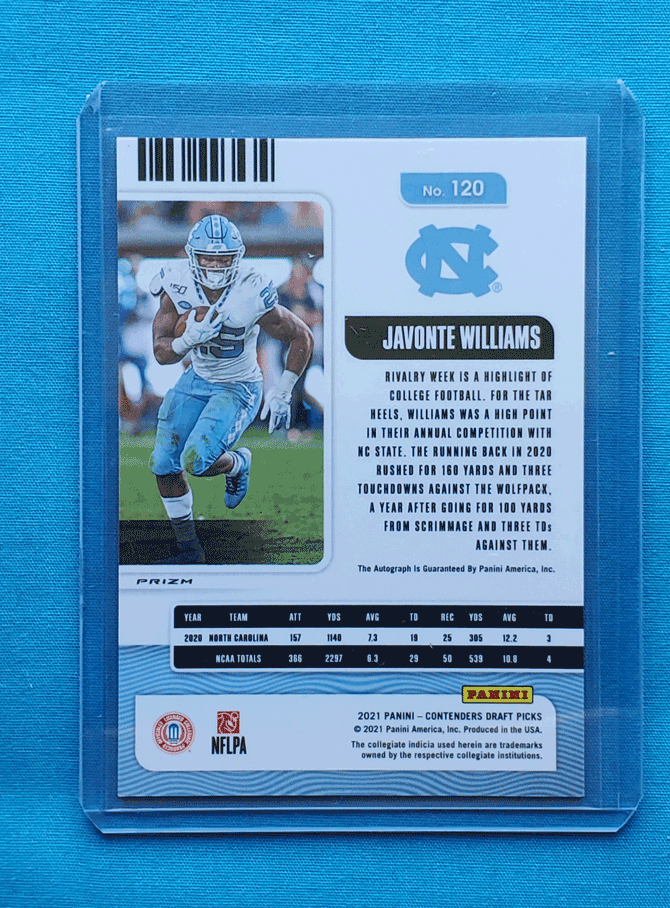 No. 120
NC
®
JAVONTE WILLIAMS
RIVALRY WEEK IS A HIGHLIGHT OF
COLLEGE FOOTBALL. FOR THE TAR
HEELS, WILLIAMS WAS A HIGH POINT
IN THEIR ANNUAL COMPETITION WITH
NC STATE. THE RUNNING BACK IN 2020
RUSHED FOR 160 YARDS AND THREE
TOUCHDOWNS AGAINST THE WOLFPACK,
A YEAR AFTER GOING FOR 100 YARDS
FROM SCRIMMAGE AND THREE TDs
AGAINST THEM.
The Autograph Is Guaranteed By Panini America, Inc.
150
25
PRIZM
YEAR TEAM ATT YDS AVG TD REC YDS AVG TD
2020 NORTH CAROLINA 157 1140 7.3 19 25 305 12.2 3
NCAA TOTALS 366 2297 6.3 29 50 539 10.8 4
PANINI
NFLPA
2021 PANINI – CONTENDERS DRAFT PICKS
© 2021 Panini America, Inc. Produced in the USA.
The collegiate indicia used herein are trademarks
owned by the respective collegiate institutions.